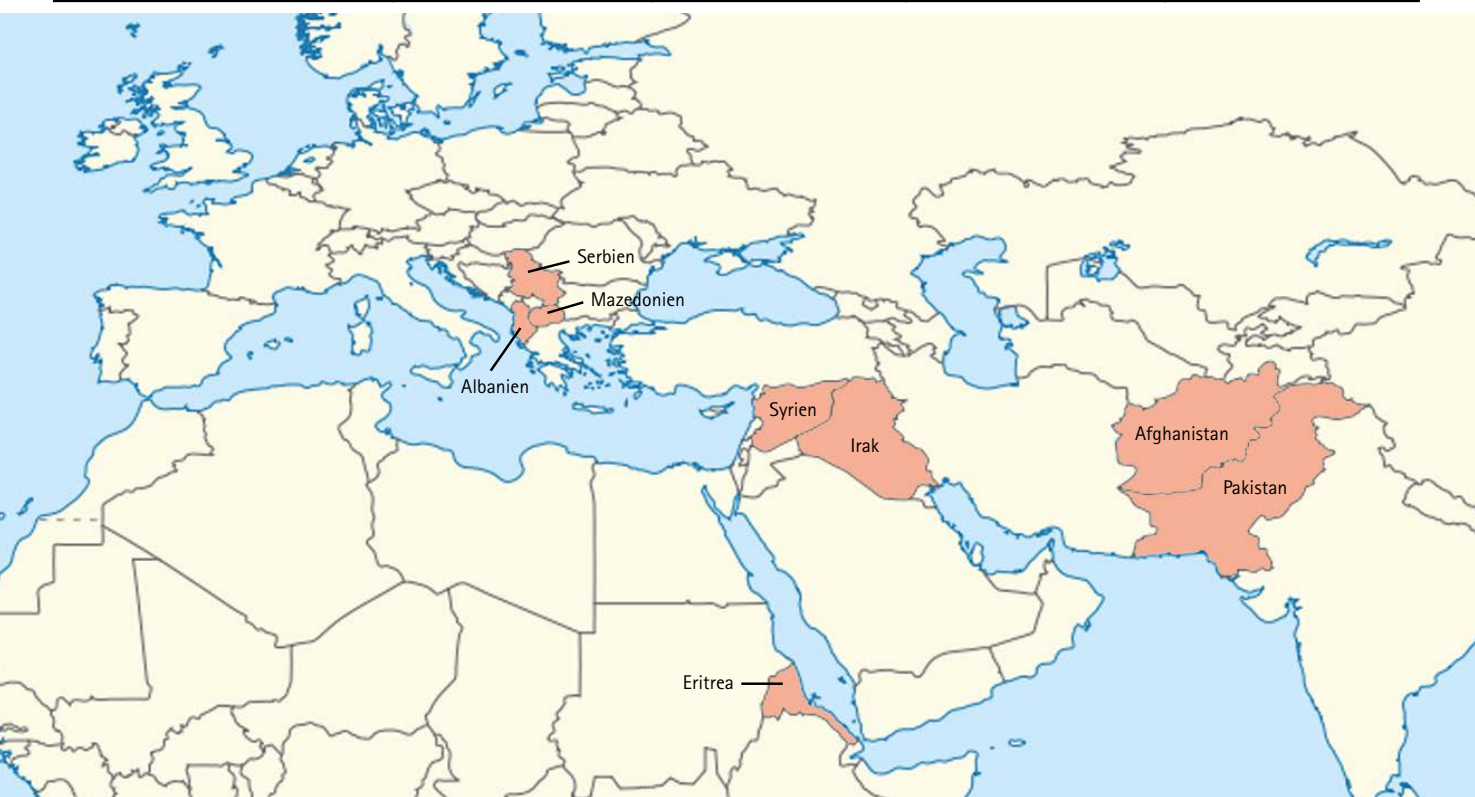 Serbien
Mazedonien
Albanien
Syrien
Irak
Afghanistan
Pakistan
Eritrea